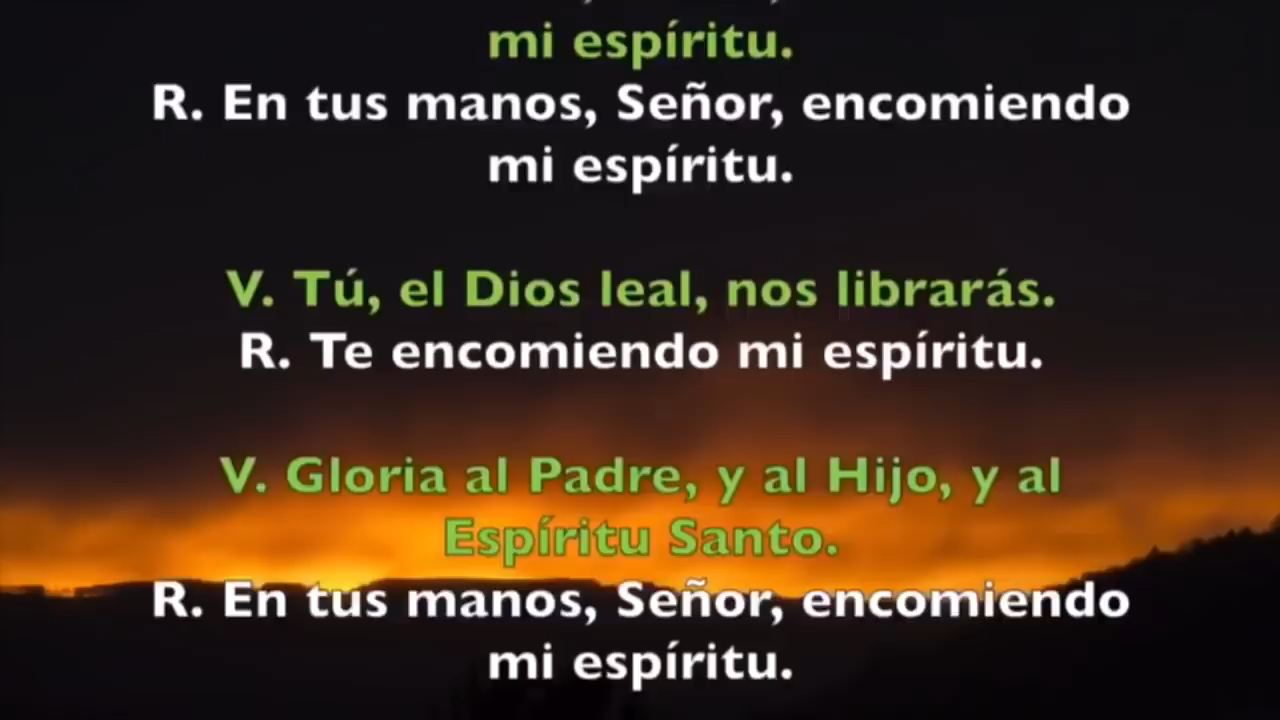 mi espíritu.
R. En tus manos, Señor, encomiendo
mi espíritu.
V. Tú, el Dios leal, nos librarás.
R. Te encomiendo mi espíritu.
V. Gloria al Padre, y al Hijo, y al
Espíritu Santo.
R. En tus manos, Señor, encomiendo
mi espíritu.